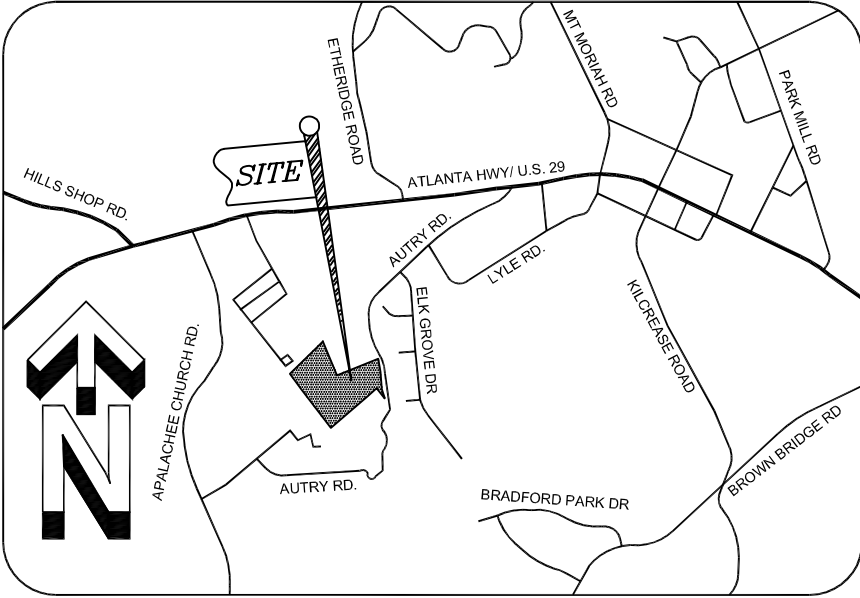 MT MORIAH RD
ETHERIDGE ROAD
PARK MILL RD
SITE
HILLS SHOP RD.
ATLANTA HWY/ U.S. 29
AUTRY RD.
LYLE RD.
ELK GROVE DR
KILCREASE ROAD
APALACHEE CHURCH RD.
N
AUTRY RD.
BRADFORD PARK DR
BROWN BRIDGE RD